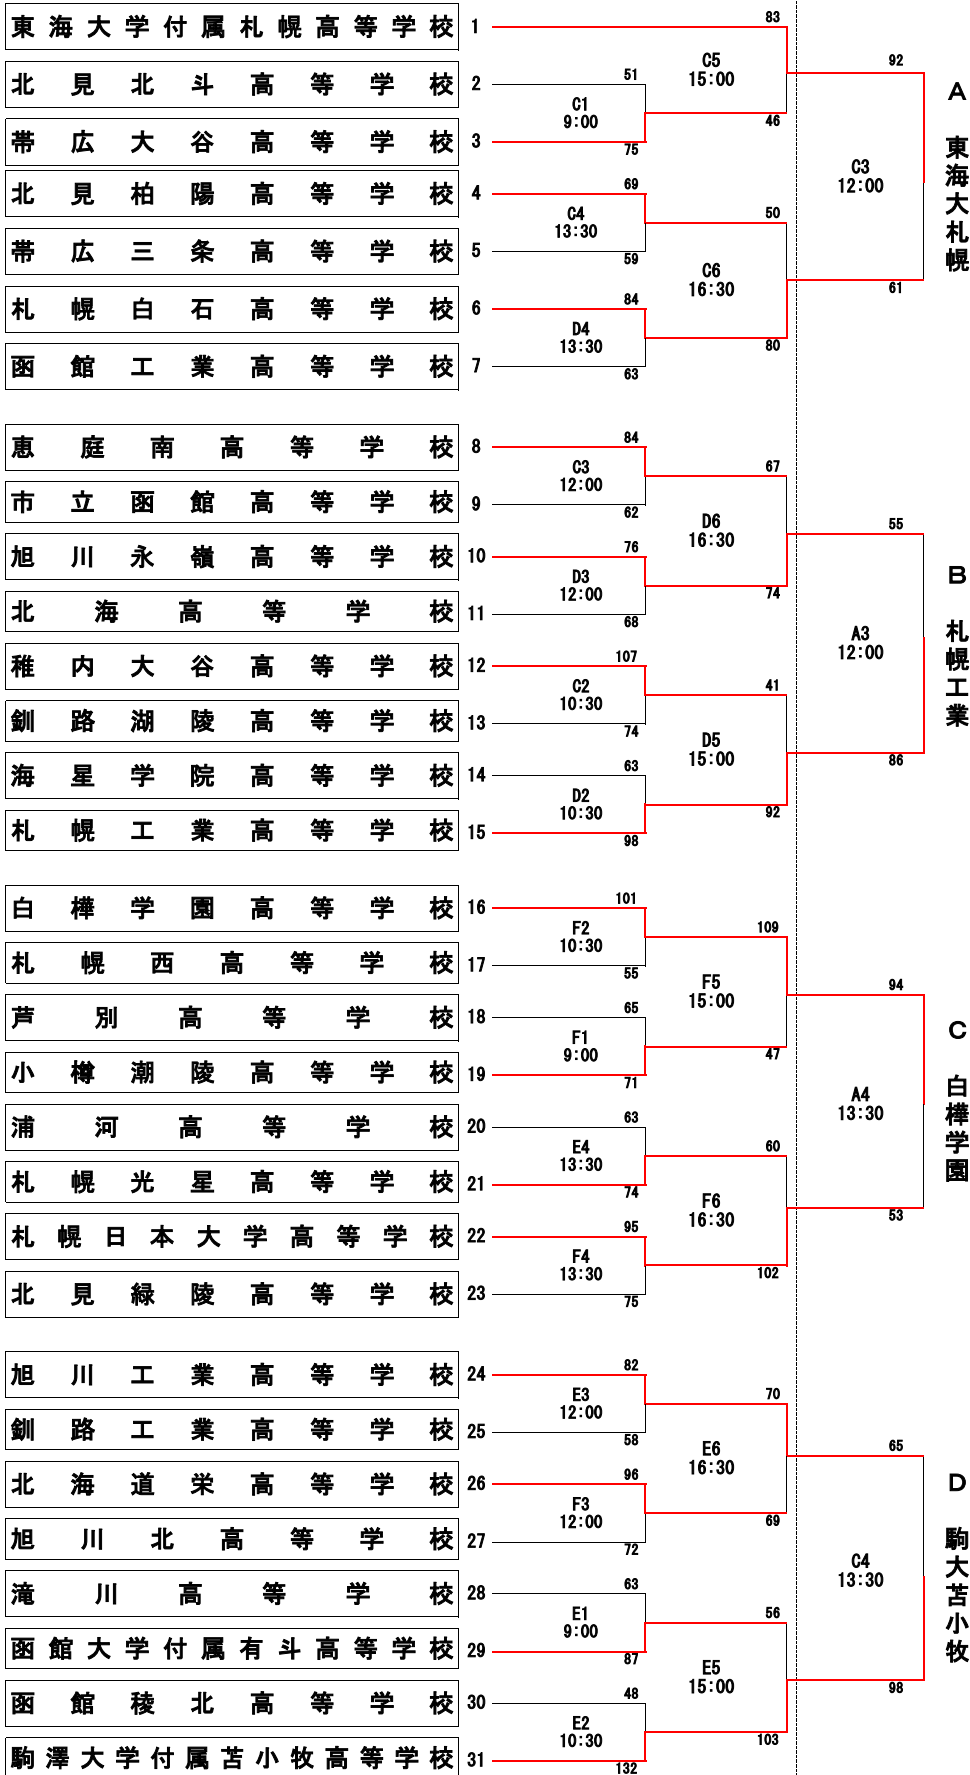 東海大学付属札幌高等学校 1 83
92
C5
15:00
北見北斗高等学校 2 51
C1
9:00
A 東海大札幌
46
帯広大谷高等学校 3 75
C3
12:00
北見柏陽高等学校 4 69
C4
13:30
50
帯広三条高等学校 5 59
C6
16:30
61
札幌白石高等学校 6 84
D4
13:30
80
函館工業高等学校 7 63
恵庭南高等学校 8 84
C3
12:00
67
市立函館高等学校 9 62
D6
16:30
55
旭川永嶺高等学校 10 76
D3
12:00
B 札幌工業
74
北海高等学校 11 68
A3
12:00
稚内大谷高等学校 12 107
C2
10:30
41
釧路湖陵高等学校 13 74
D5
15:00
86
海星学院高等学校 14 63
D2
10:30
92
札幌工業高等学校 15 98
白樺学園高等学校 16 101
F2
10:30
109
札幌西高等学校 17 55
F5
15:00
94
芦別高等学校 18 65
F1
9:00
C 白樺学園
47
小樽潮陵高等学校 19 71
A4
13:30
浦河高等学校 20 63
E4
13:30
60
札幌光星高等学校 21 74
F6
16:30
53
札幌日本大学高等学校 22 95
F4
13:30
102
北見緑陵高等学校 23 75
旭川工業高等学校 24 82
E3
12:00
70
釧路工業高等学校 25 58
E6
16:30
65
北海道栄高等学校 26 96
F3
12:00
D 駒大苫小牧
69
旭川北高等学校 27 72
C4
13:30
滝川高等学校 28 63
E1
9:00
56
函館大学付属有斗高等学校 29 87
E5
15:00
98
函館稜北高等学校 30 48
E2
10:30
103
駒澤大学付属苫小牧高等学校 31 132